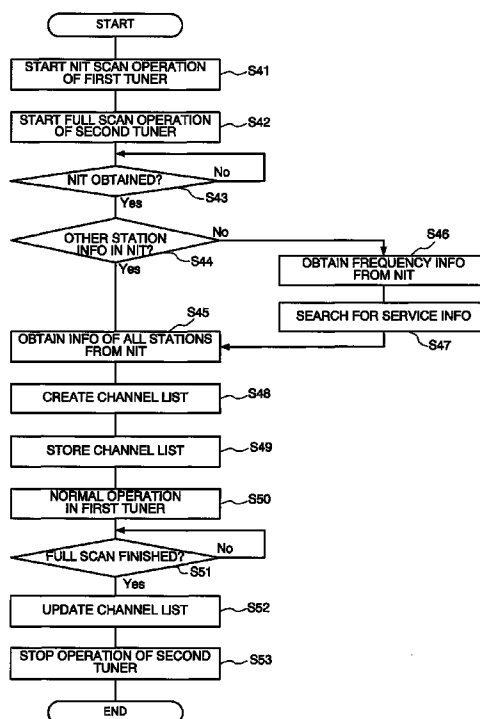 START
START NIT SCAN OPERATION
OF FIRST TUNER
S41
START FULL SCAN OPERATION
OF SECOND TUNER
S42
NIT OBTAINED?
No
S43
Yes
OTHER STATION
INFO IN NIT?
No
S44
Yes
S46
OBTAIN FREQUENCY INFO
FROM NIT
SEARCH FOR SERVICE INFO
S47
S45
OBTAIN INFO OF ALL STATIONS
FROM NIT
CREATE CHANNEL LIST
S48
STORE CHANNEL LIST
S49
NORMAL OPERATION
IN FIRST TUNER
S50
FULL SCAN FINISHED?
No
S51
Yes
UPDATE CHANNEL LIST
S52
STOP OPERATION OF SECOND
TUNER
S53
END